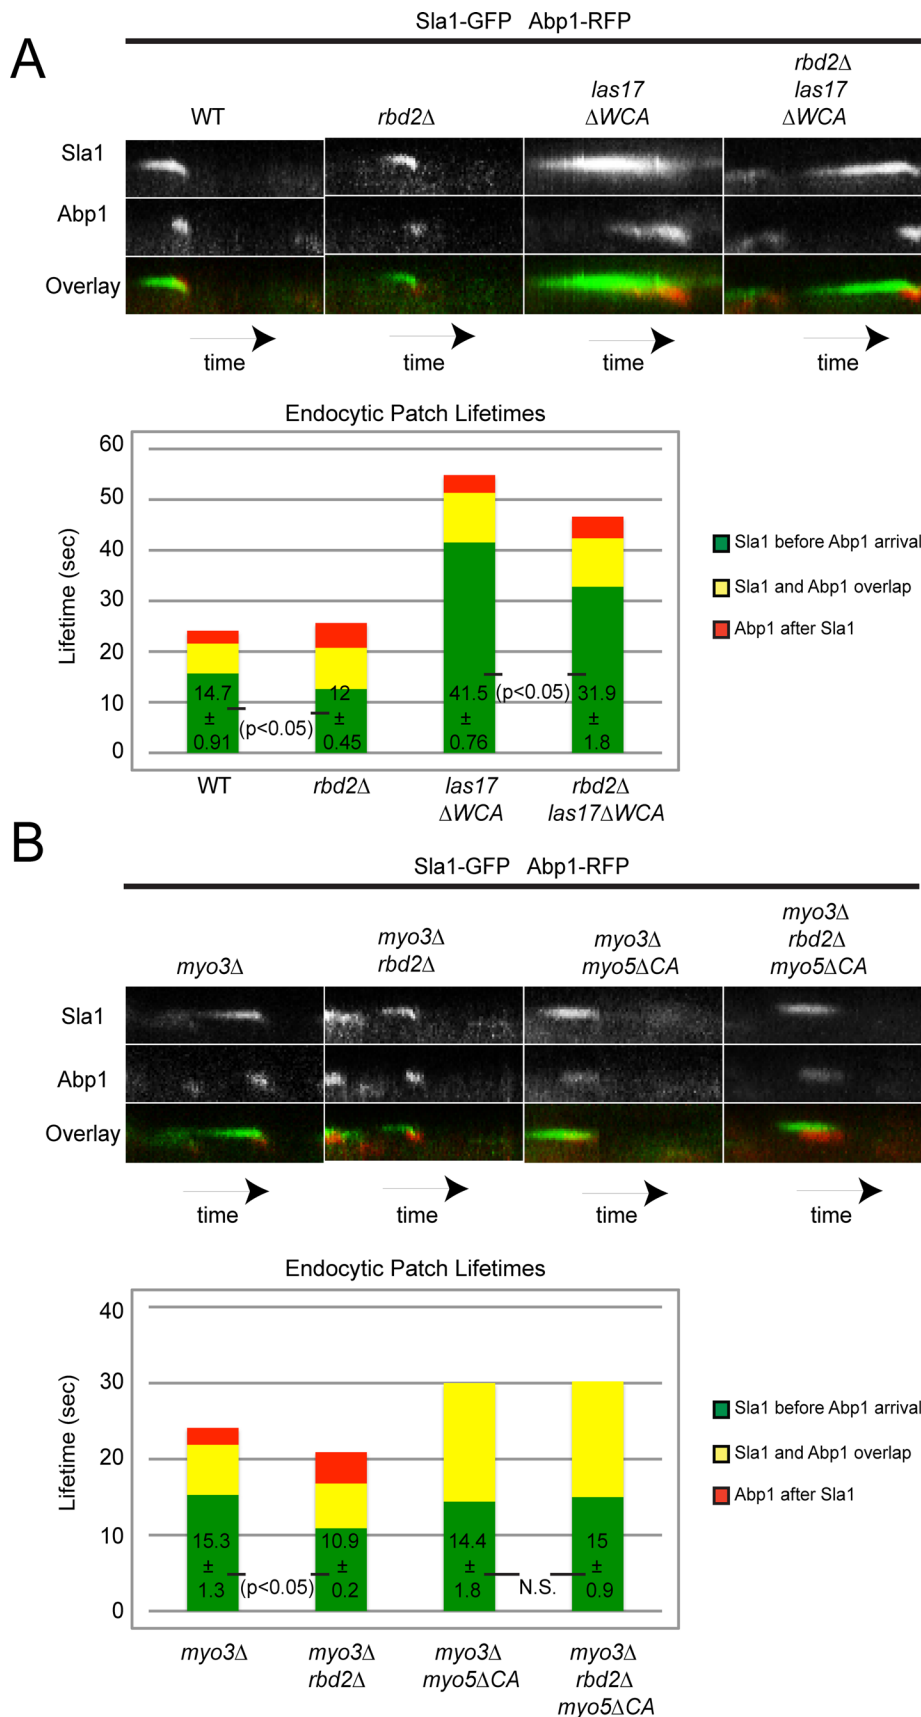 A
Sla1-GFP Abp1-RFP
WT
rbd2Δ
las17
ΔWCA
rbd2Δ
las17
ΔWCA
Sla1
Abp1
Overlay
time
time
time
time
Endocytic Patch Lifetimes
Lifetime (sec)
60
50
40
30
20
10
0
14.7
±
0.91
(p<0.05)
12
±
0.45
41.5
±
0.76
(p<0.05)
31.9
±
1.8
Sla1 before Abp1 arrival
Sla1 and Abp1 overlap
Abp1 after Sla1
WT
rbd2Δ
las17
ΔWCA
rbd2Δ
las17ΔWCA
B
Sla1-GFP Abp1-RFP
myo3Δ
myo3Δ
rbd2Δ
myo3Δ
myo5ΔCA
myo3Δ
rbd2Δ
myo5ΔCA
Sla1
Abp1
Overlay
time
time
time
time
Endocytic Patch Lifetimes
Lifetime (sec)
40
30
20
10
0
15.3
±
1.3
(p<0.05)
10.9
±
0.2
14.4
±
1.8
N.S.
15
±
0.9
Sla1 before Abp1 arrival
Sla1 and Abp1 overlap
Abp1 after Sla1
myo3Δ
myo3Δ
rbd2Δ
myo3Δ
myo5ΔCA
myo3Δ
rbd2Δ
myo5ΔCA